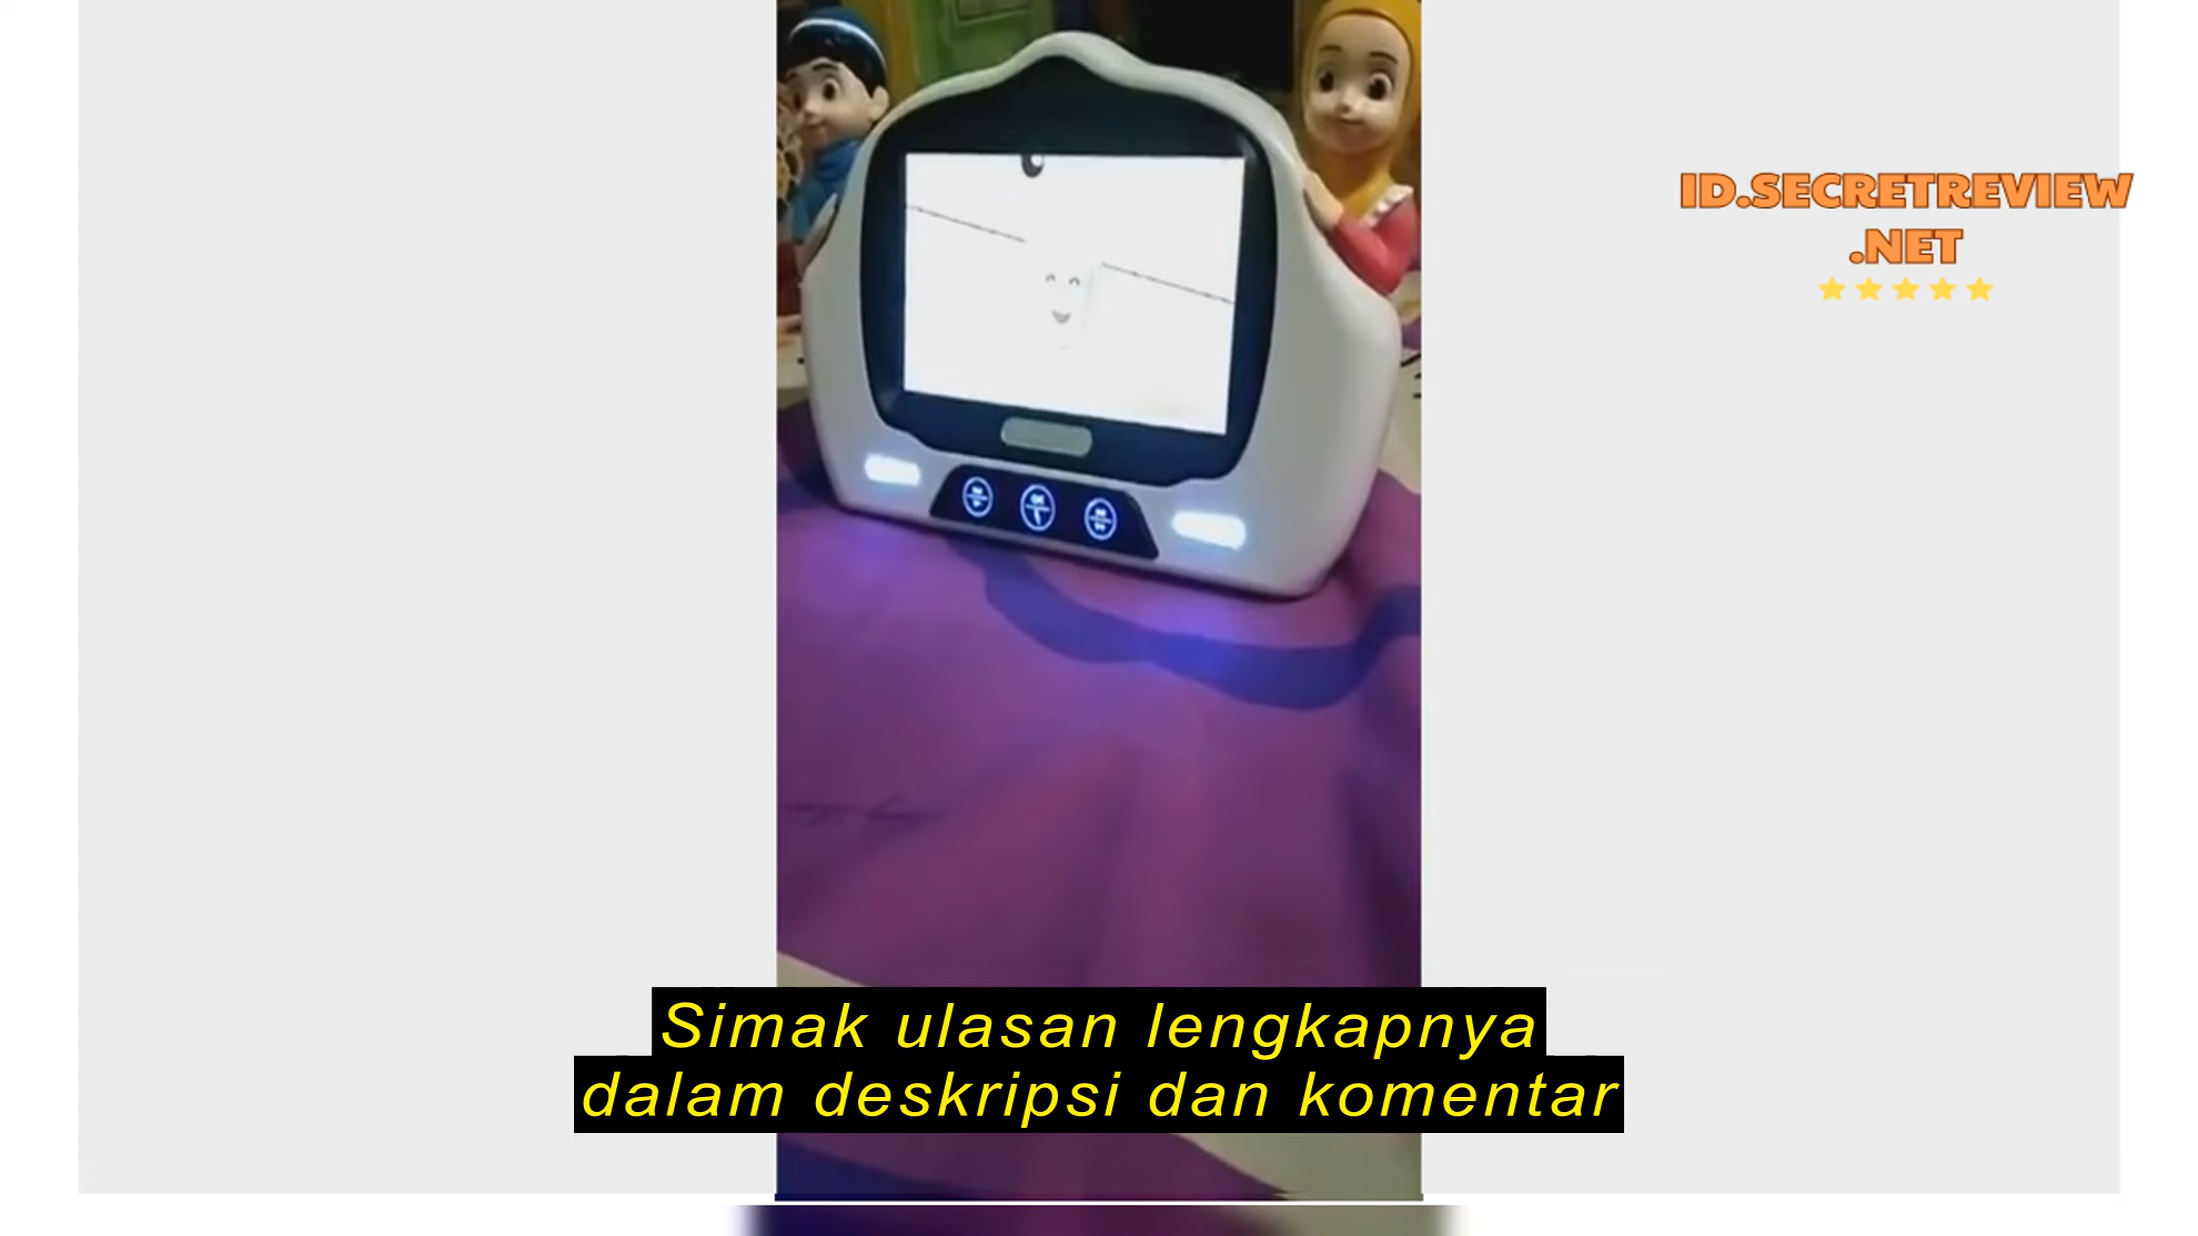 ID.SECRETREVIEW
.NET
Simak ulasan lengkapnya
dalam deskripsi dan komentar